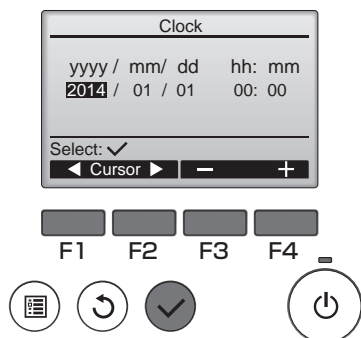 Clock
yyyy / mm/ dd hh: mm
2014 / 01 / 01 00: 00
Select: ✓
◀ Cursor ▶ − +
F1 F2 F3 F4